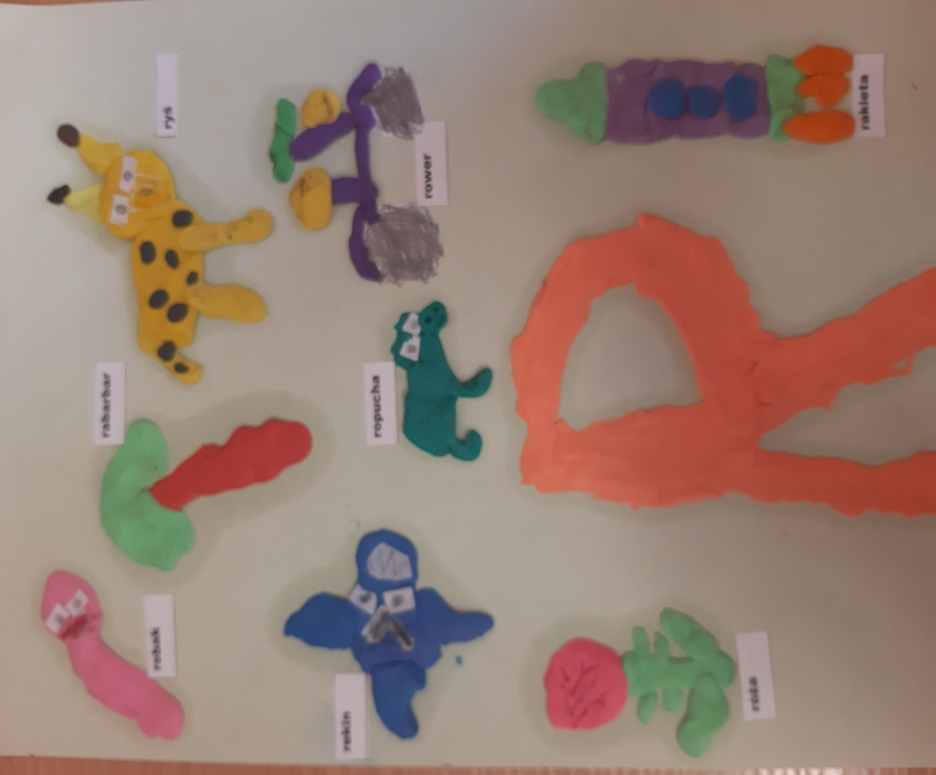 robak
rabarbar
ryś
rekin
ropucha
rower
R
róża
rakieta